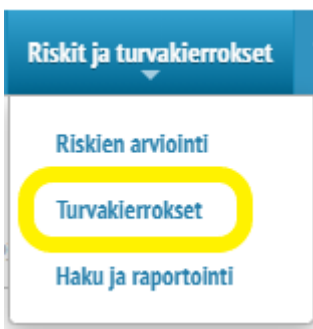 Riskit ja turvakierrokset
Riskien arviointi
Turvakierrokset
Haku ja raportointi